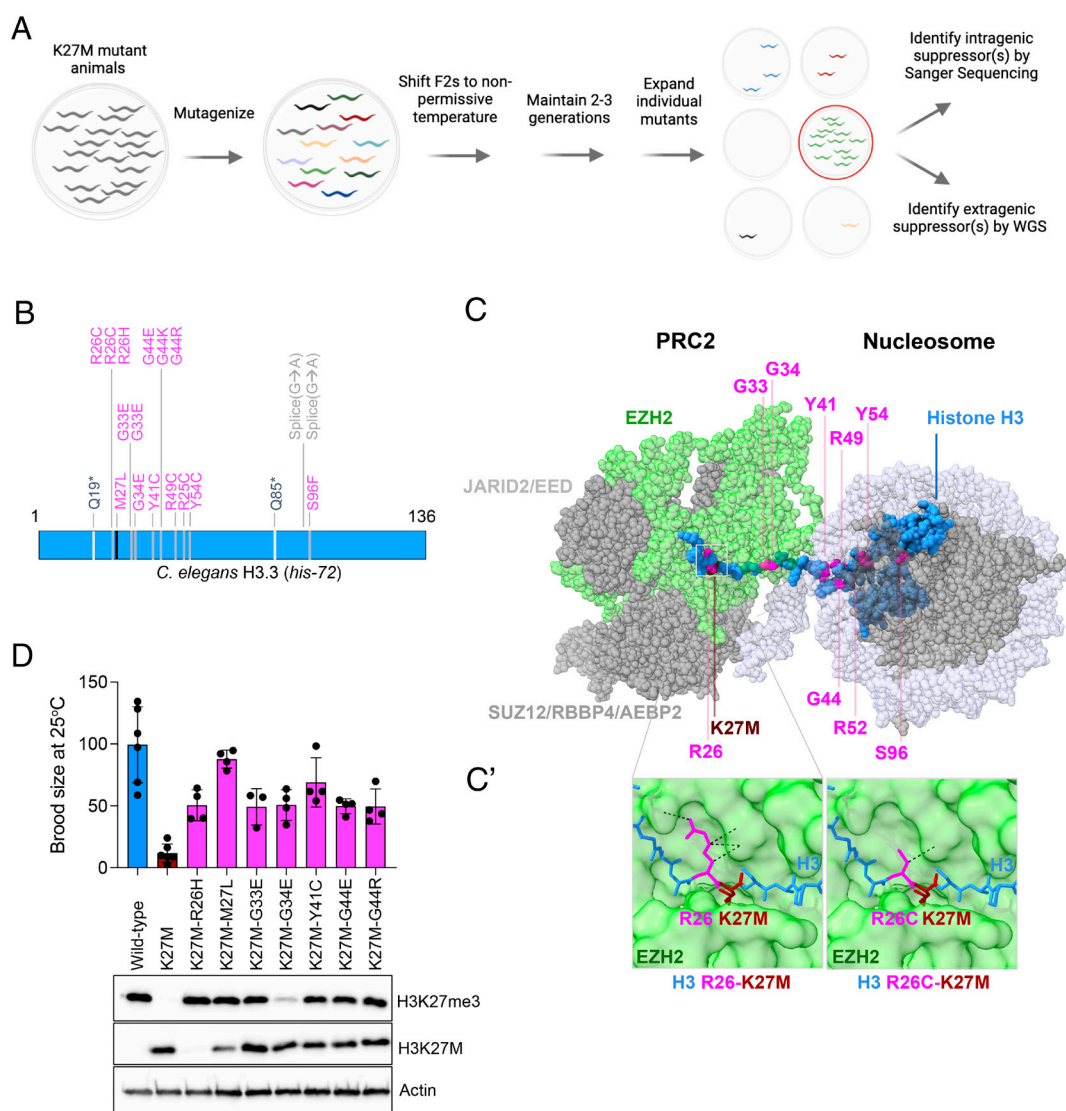 A
K27M mutant
animals
Mutagenize
Shift F2s to non-
permissive
temperature
Maintain 2-3
generations
Expand
individual
mutants
Identify intragenic
suppressor(s) by
Sanger Sequencing
Identify extragenic
suppressor(s) by WGS
B
R26C
R26C
R26H
G44E
G44K
G44R
G33E
G33E
Splice(G→A)
Splice(G→A)
Q19*
M27L
G34E
Y41C
R49C
R25C
Y54C
Q85*
S96F
1
136
C. elegans H3.3 (his-72)
C
PRC2
Nucleosome
G33
G34
Y41
R49
Y54
EZH2
Histone H3
JARID2/EED
SUZ12/RBBP4/AEBP2
R26
K27M
G44
R52
S96
C'
H3
R26 K27M
EZH2
H3 R26-K27M
H3
R26C K27M
EZH2
H3 R26C-K27M
D
Brood size at 25°C
150
100
50
0
Wild-type
K27M
K27M-R26H
K27M-M27L
K27M-G33E
K27M-G34E
K27M-Y41C
K27M-G44E
K27M-G44R
H3K27me3
H3K27M
Actin